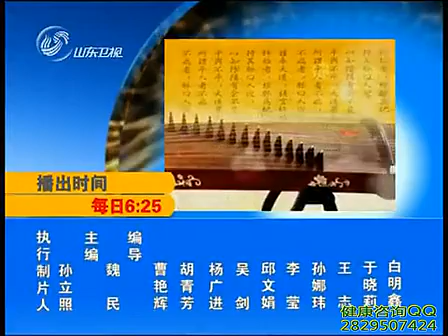 山东卫视
播出时间
每日6:25
执行制片人
孙立照
主编
魏民
编导
曹艳辉
胡青芳
杨广进
吴剑
邱文娟
李莹
孙娜玮
王志
于晓莉
白明鑫
健康咨询QQ
2829507424